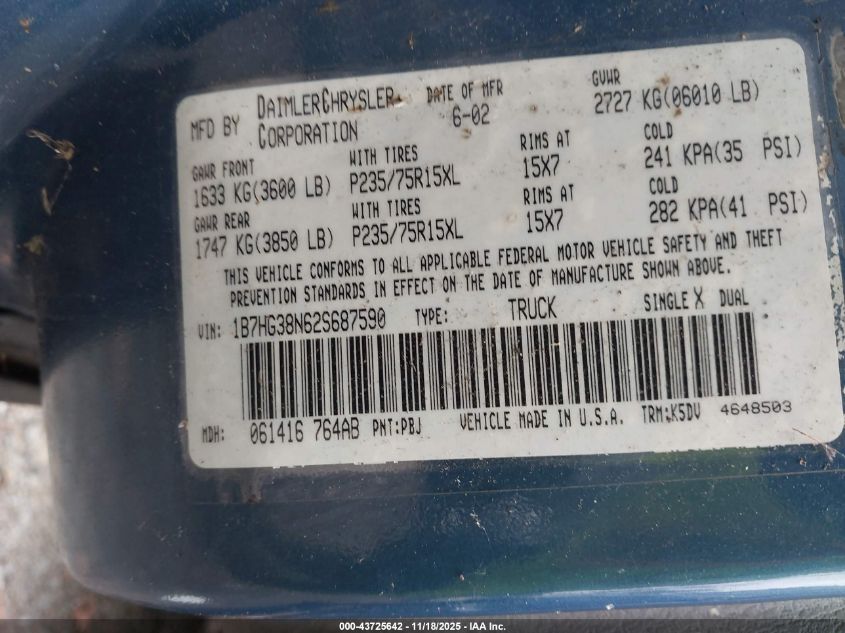 MFD BY DAIMLERCHRYSLER CORPORATION DATE OF MFR 6-02 GVWR 2727 KG(06010 LB)
GAWR FRONT WITH TIRES RIMS AT COLD
1633 KG(3600 LB) P235/75R15XL 15X7 241 KPA(35 PSI)
GAWR REAR WITH TIRES RIMS AT COLD
1747 KG(3850 LB) P235/75R15XL 15X7 282 KPA(41 PSI)
THIS VEHICLE CONFORMS TO ALL APPLICABLE FEDERAL MOTOR VEHICLE SAFETY AND THEFT
PREVENTION STANDARDS IN EFFECT ON THE DATE OF MANUFACTURE SHOWN ABOVE.
VIN: 1B7HG38N62S687590 TYPE: TRUCK SINGLE X DUAL
MDH: 061416 764AB PNT:PBJ VEHICLE MADE IN U.S.A. TRM:K5DV 4648503
000-43725642 - 11/18/2025 - IAA Inc.